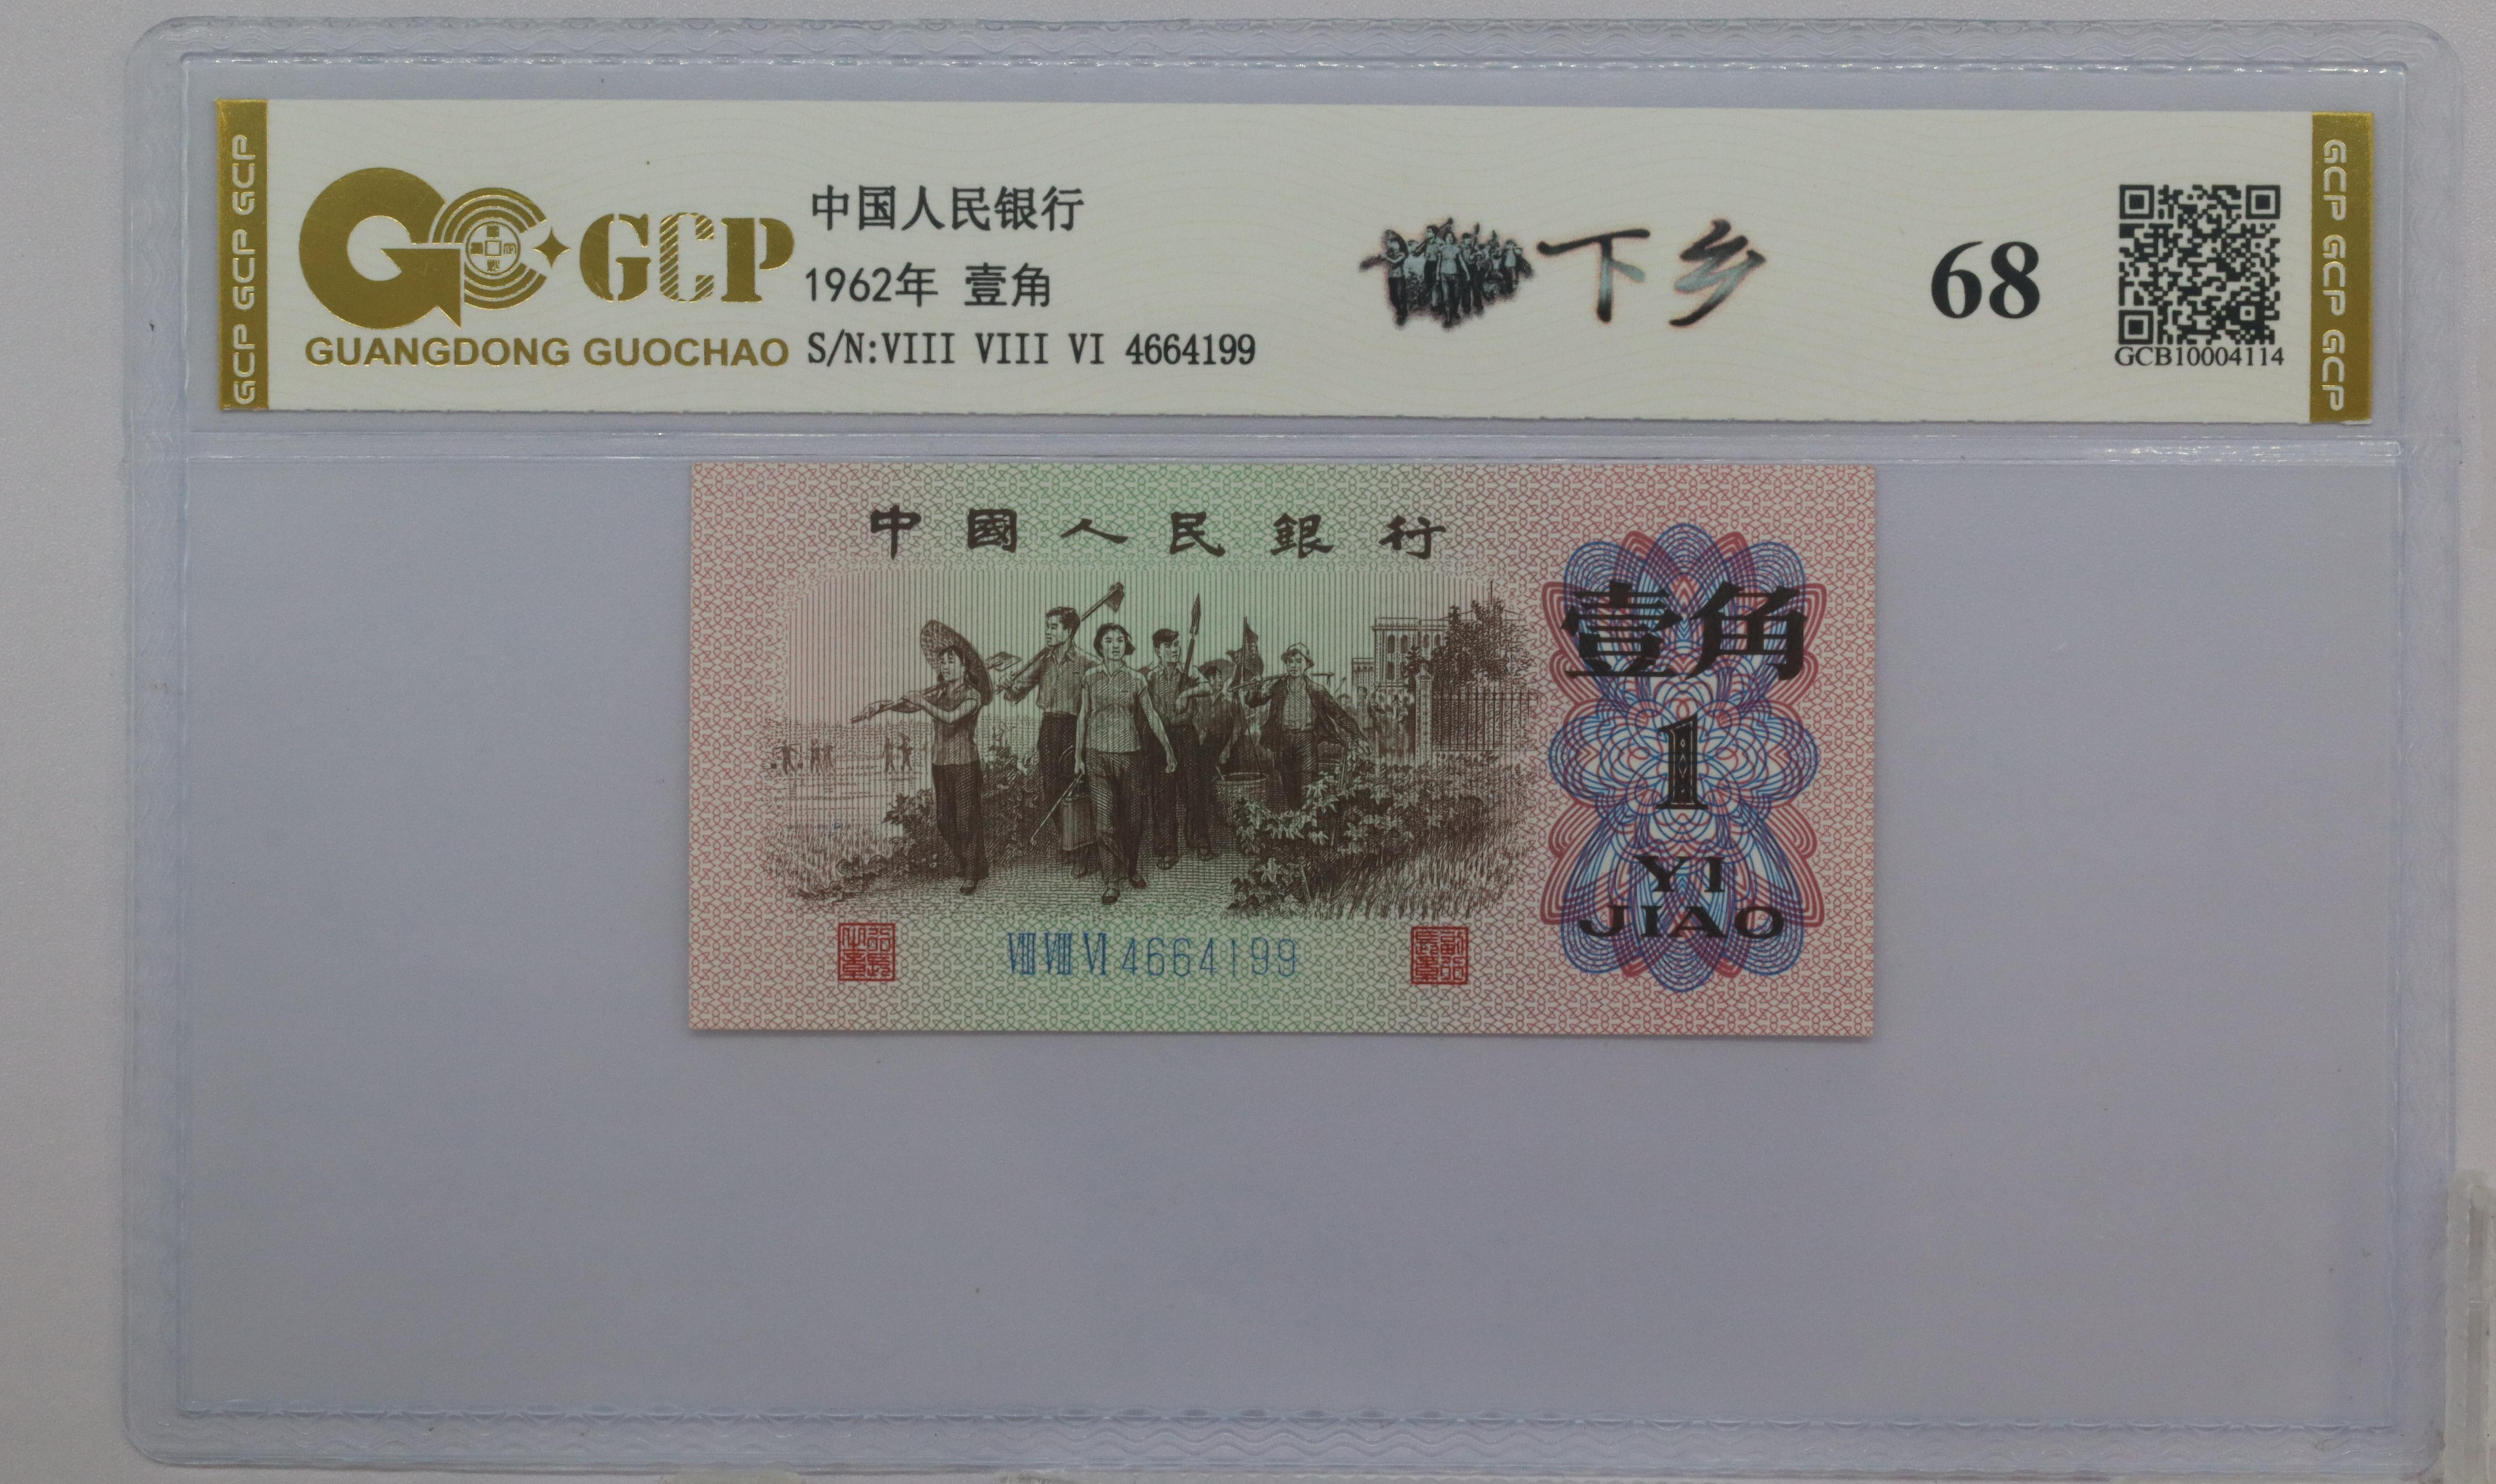 GCP GCP GCP
GCP
GUANGDONG GUOCHAO
中国人民银行
1962年 壹角
S/N:VIII VIII VI 4664199
下乡
68
GCB10004114
GCP GCP GCP
中國人民銀行
壹角
1
YI
JIAO
VIII VIII VI 4664199